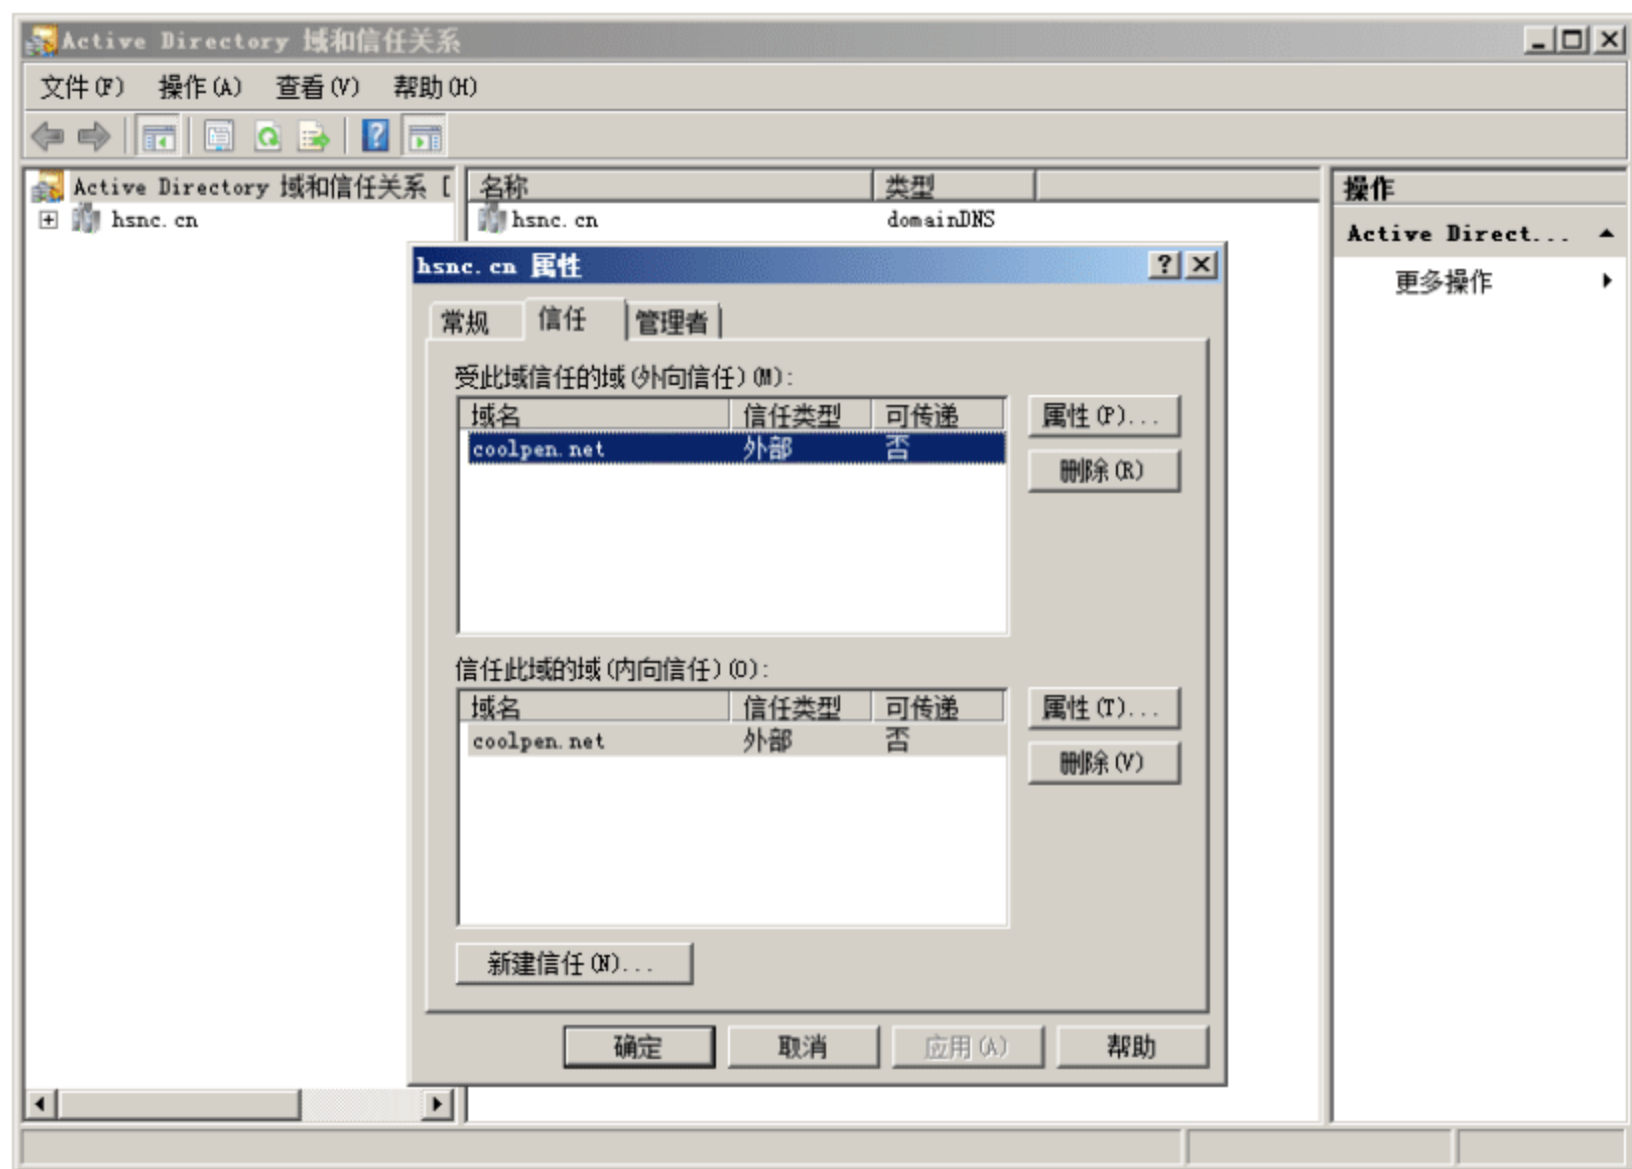 Active Directory 域和信任关系
文件(F) 操作(A) 查看(V) 帮助(H)
Active Directory 域和信任关系 [
hsnc.cn
名称 类型
hsnc.cn domainDNS
操作
Active Direct...
更多操作
hsnc.cn 属性
常规 信任 管理者
受此域信任的域(外向信任)(M):
域名 信任类型 可传递
coolpen.net 外部 否
属性(P)...
删除(R)
信任此域的域(内向信任)(O):
域名 信任类型 可传递
coolpen.net 外部 否
属性(T)...
删除(V)
新建信任(N)...
确定 取消 应用(A) 帮助